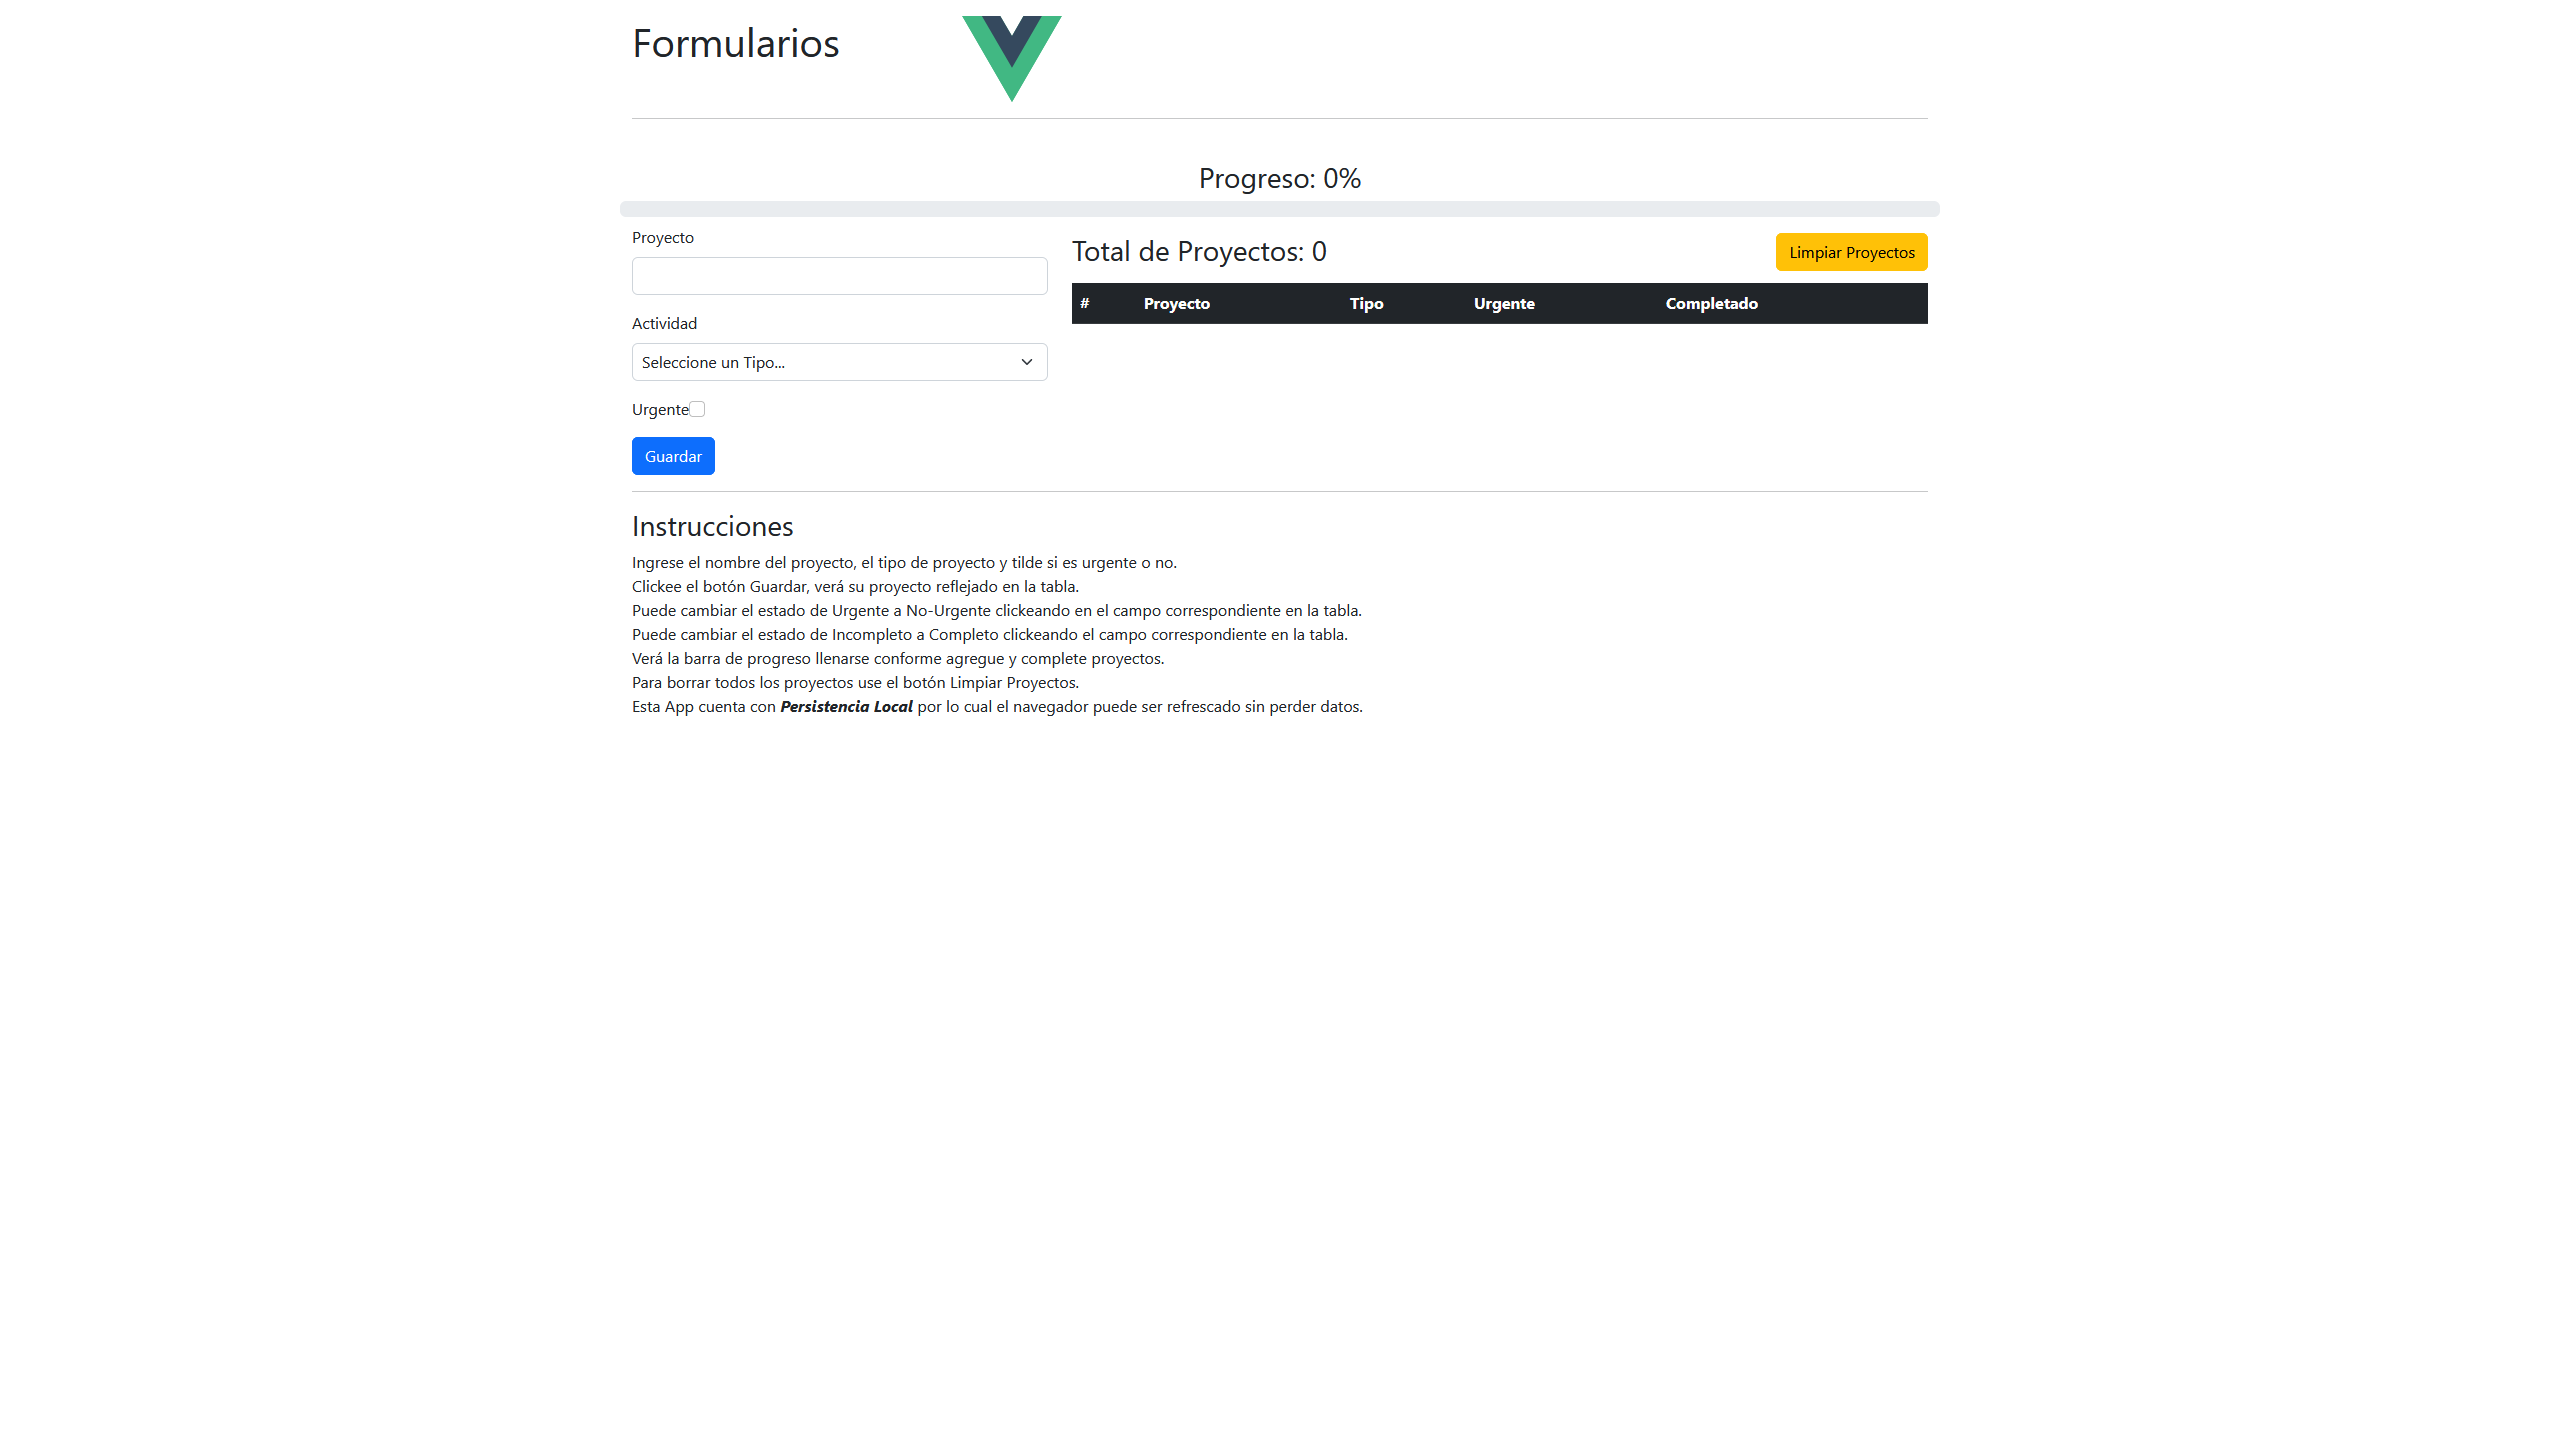 Formularios
Progreso: 0%
Proyecto
Actividad
Seleccione un Tipo...
Urgente
Guardar
Total de Proyectos: 0
Limpiar Proyectos
# Proyecto Tipo Urgente Completado
Instrucciones
Ingrese el nombre del proyecto, el tipo de proyecto y tilde si es urgente o no.
Clickee el botón Guardar, verá su proyecto reflejado en la tabla.
Puede cambiar el estado de Urgente a No-Urgente clickeando en el campo correspondiente en la tabla.
Puede cambiar el estado de Incompleto a Completo clickeando el campo correspondiente en la tabla.
Verá la barra de progreso llenarse conforme agregue y complete proyectos.
Para borrar todos los proyectos use el botón Limpiar Proyectos.
Esta App cuenta con Persistencia Local por lo cual el navegador puede ser refrescado sin perder datos.